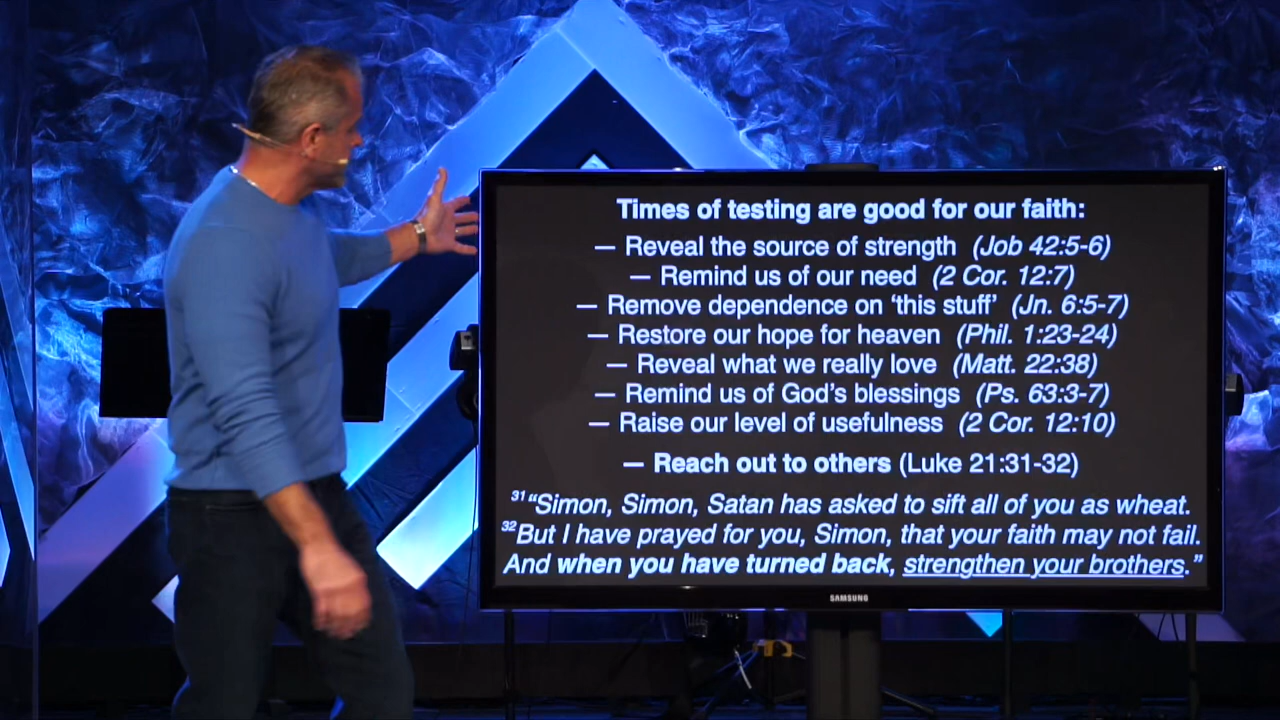 Times of testing are good for our faith:
— Reveal the source of strength (Job 42:5-6)
— Remind us of our need (2 Cor. 12:7)
— Remove dependence on ‘this stuff’ (Jn. 6:5-7)
— Restore our hope for heaven (Phil. 1:23-24)
— Reveal what we really love (Matt. 22:38)
— Remind us of God’s blessings (Ps. 63:3-7)
— Raise our level of usefulness (2 Cor. 12:10)
— Reach out to others (Luke 21:31-32)
31“Simon, Simon, Satan has asked to sift all of you as wheat.
32But I have prayed for you, Simon, that your faith may not fail.
And when you have turned back, strengthen your brothers.”
SAMSUNG